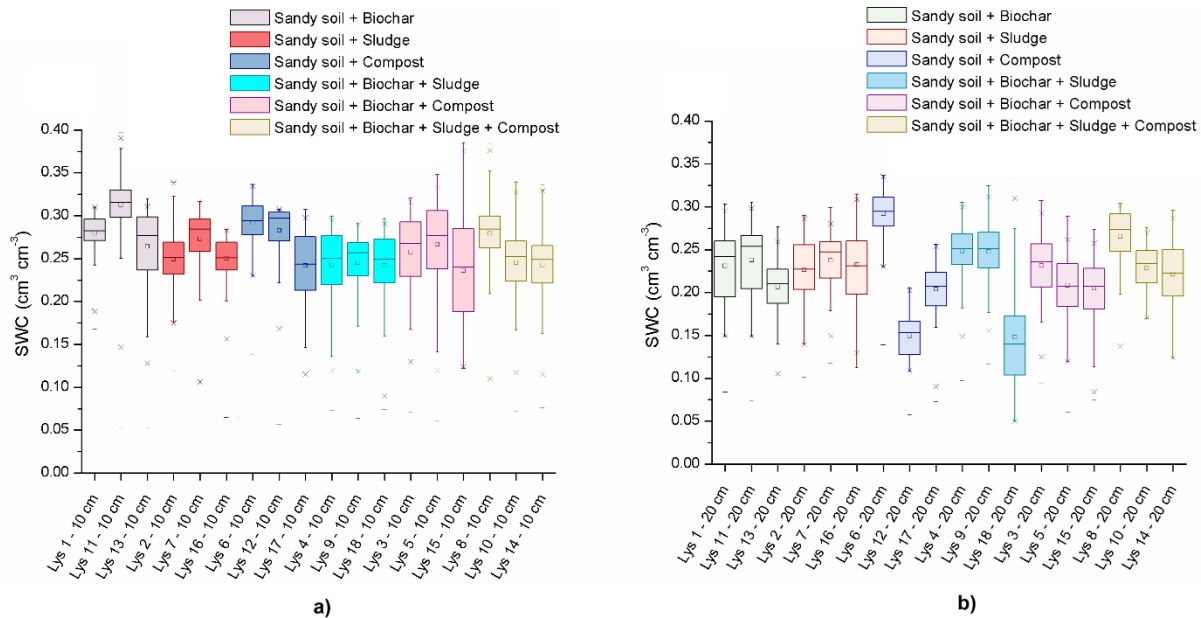 Sandy soil + Biochar
Sandy soil + Sludge
Sandy soil + Compost
Sandy soil + Biochar + Sludge
Sandy soil + Biochar + Compost
Sandy soil + Biochar + Sludge + Compost
0.40
0.35
0.30
0.25
0.20
0.15
0.10
0.05
0.00
SWC (cm³ cm⁻³)
Lys 1 - 10 cm
Lys 11 - 10 cm
Lys 13 - 10 cm
Lys 2 - 10 cm
Lys 7 - 10 cm
Lys 16 - 10 cm
Lys 6 - 10 cm
Lys 12 - 10 cm
Lys 17 - 10 cm
Lys 4 - 10 cm
Lys 9 - 10 cm
Lys 18 - 10 cm
Lys 3 - 10 cm
Lys 5 - 10 cm
Lys 15 - 10 cm
Lys 8 - 10 cm
Lys 10 - 10 cm
Lys 14 - 10 cm
a)
Sandy soil + Biochar
Sandy soil + Sludge
Sandy soil + Compost
Sandy soil + Biochar + Sludge
Sandy soil + Biochar + Compost
Sandy soil + Biochar + Sludge + Compost
0.40
0.35
0.30
0.25
0.20
0.15
0.10
0.05
0.00
SWC (cm³ cm⁻³)
Lys 1 - 20 cm
Lys 11 - 20 cm
Lys 13 - 20 cm
Lys 2 - 20 cm
Lys 7 - 20 cm
Lys 16 - 20 cm
Lys 6 - 20 cm
Lys 12 - 20 cm
Lys 17 - 20 cm
Lys 4 - 20 cm
Lys 9 - 20 cm
Lys 18 - 20 cm
Lys 3 - 20 cm
Lys 5 - 20 cm
Lys 15 - 20 cm
Lys 8 - 20 cm
Lys 10 - 20 cm
Lys 14 - 20 cm
b)